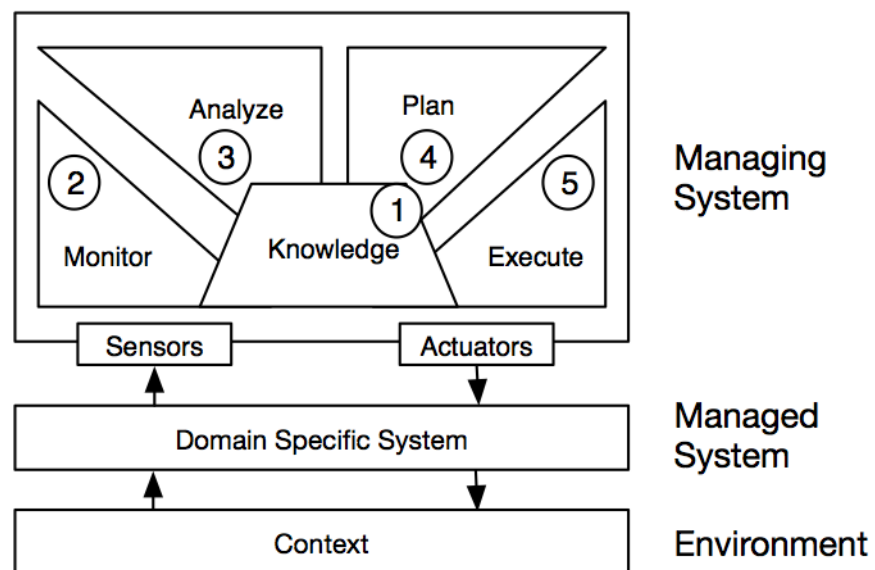 Analyze
Plan
3
4
2
5
1
Managing
System
Knowledge
Monitor
Execute
Sensors
Actuators
Managed
System
Domain Specific System
Context
Environment